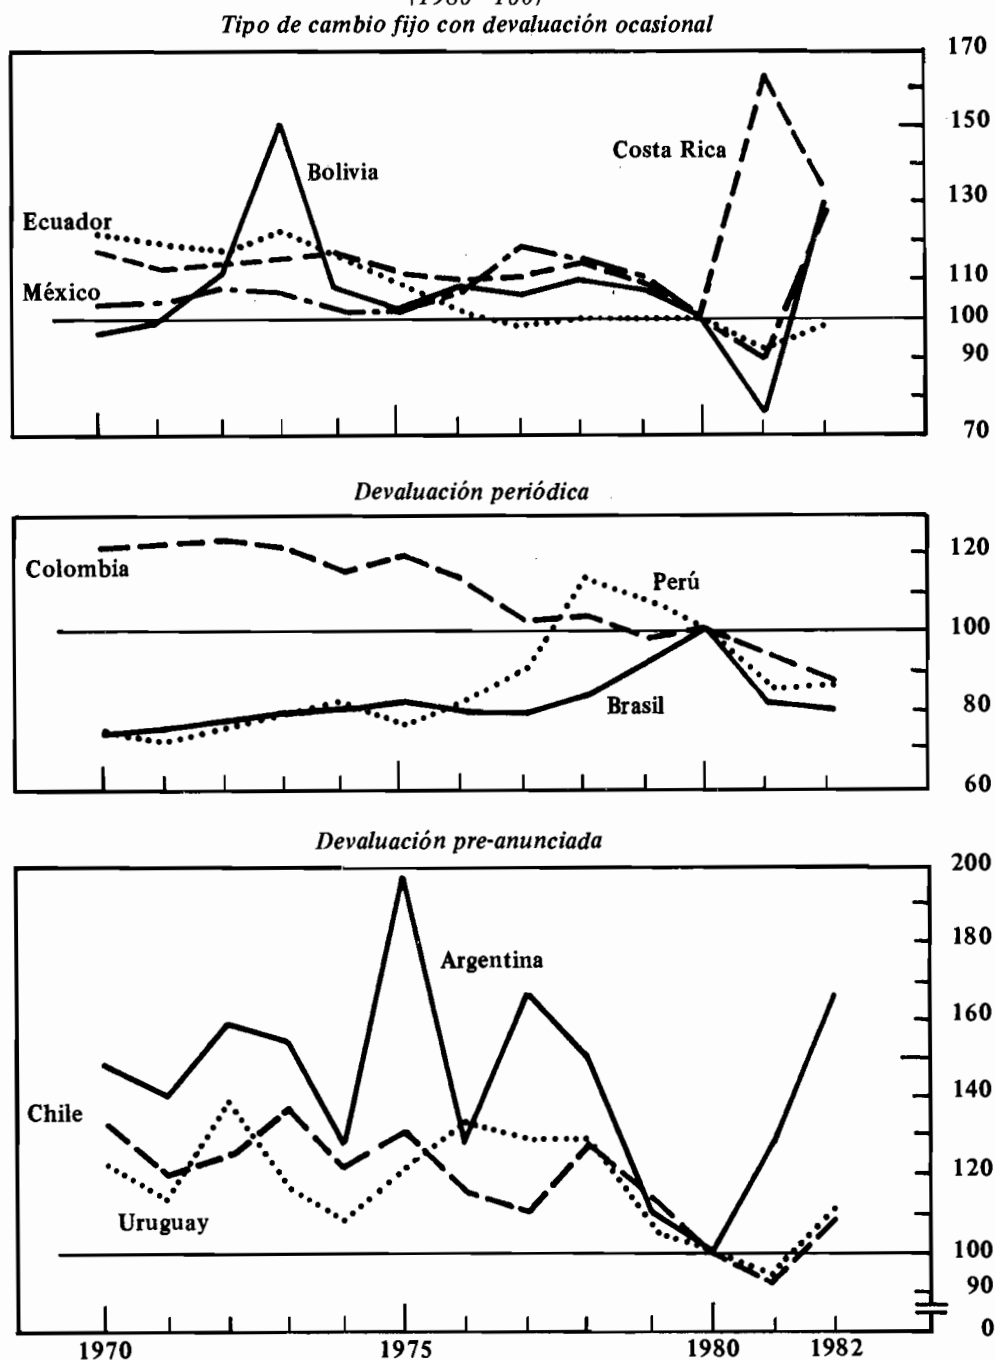 Tipo de cambio fijo con devaluación ocasional
170
150
Costa Rica
Bolivia
130
Ecuador
México
110
100
90
70
Devaluación periódica
120
Colombia
Perú
100
Brasil
80
60
Devaluación pre-anunciada
200
180
Argentina
160
140
Chile
120
Uruguay
100
90
0
1970
1975
1980
1982